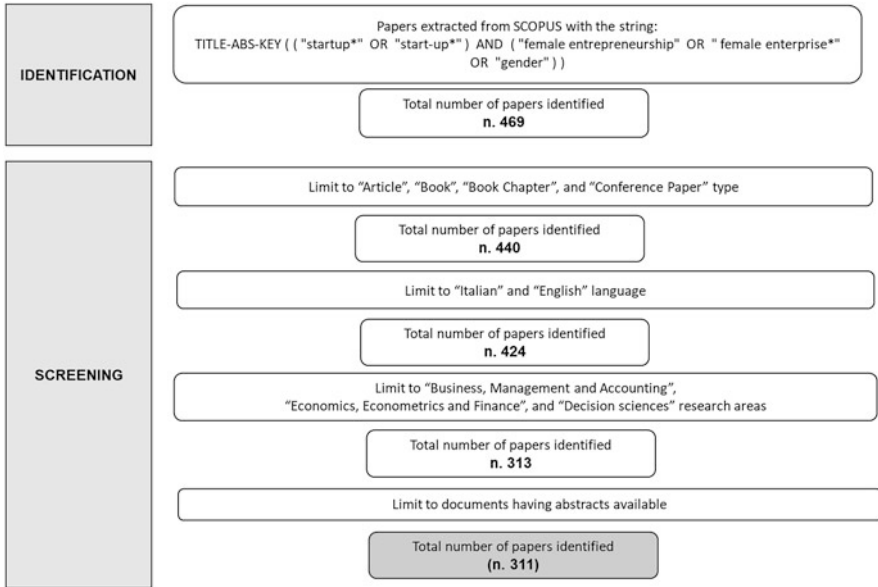 IDENTIFICATION
Papers extracted from SCOPUS with the string:
TITLE-ABS-KEY ( ( "startup*" OR "start-up*" ) AND ( "female entrepreneurship" OR " female enterprise*"
OR "gender" ) )
Total number of papers identified
n. 469
SCREENING
Limit to “Article”, “Book”, “Book Chapter”, and “Conference Paper” type
Total number of papers identified
n. 440
Limit to “Italian” and “English” language
Total number of papers identified
n. 424
Limit to “Business, Management and Accounting”,
“Economics, Econometrics and Finance”, and “Decision sciences” research areas
Total number of papers identified
n. 313
Limit to documents having abstracts available
Total number of papers identified
(n. 311)